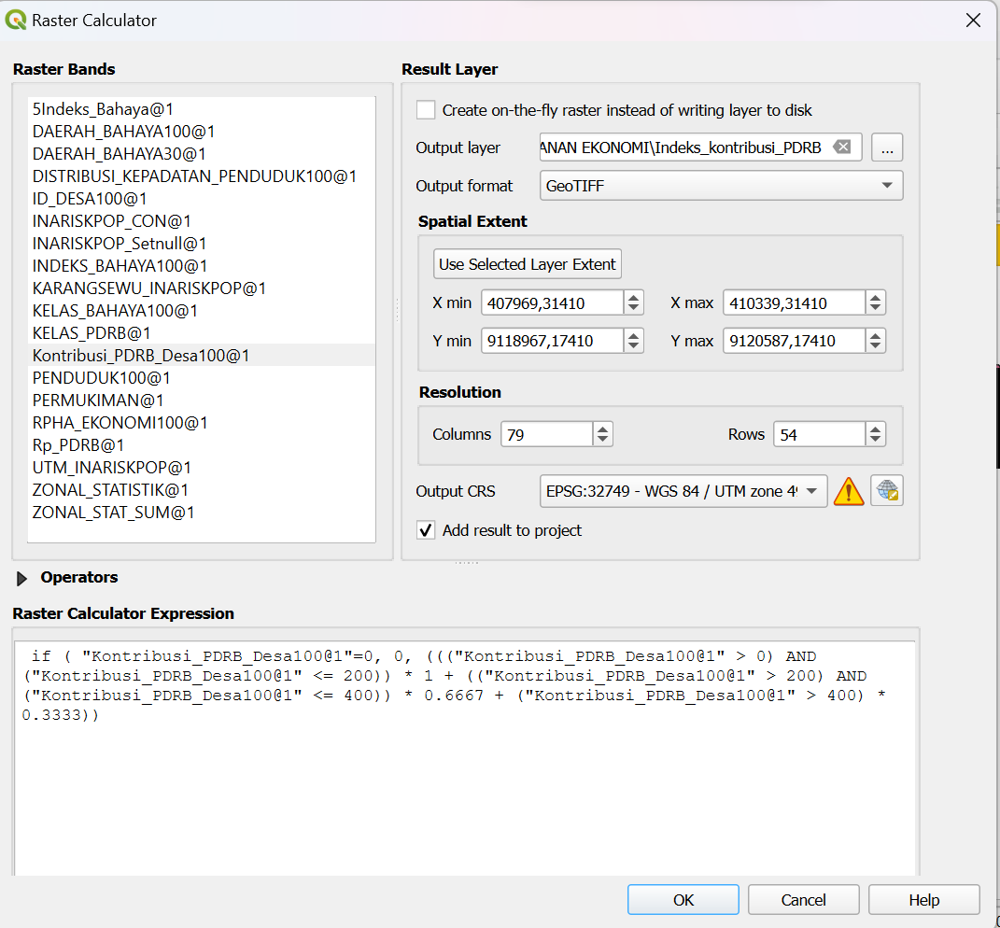 Raster Calculator
Raster Bands
5Indeks_Bahaya@1
DAERAH_BAHAYA100@1
DAERAH_BAHAYA30@1
DISTRIBUSI_KEPADATAN_PENDUDUK100@1
ID_DESA100@1
INARISKPOP_CON@1
INARISKPOP_Setnull@1
INDEKS_BAHAYA100@1
KARANGSEWU_INARISKPOP@1
KELAS_BAHAYA100@1
KELAS_PDRB@1
Kontribusi_PDRB_Desa100@1
PENDUDUK100@1
PERMUKIMAN@1
RPHA_EKONOMI100@1
Rp_PDRB@1
UTM_INARISKPOP@1
ZONAL_STATISTIK@1
ZONAL_STAT_SUM@1
Result Layer
Create on-the-fly raster instead of writing layer to disk
Output layer ANAN EKONOMI\Indeks_kontribusi_PDRB ...
Output format GeoTIFF
Spatial Extent
Use Selected Layer Extent
X min 407969,31410 X max 410339,31410
Y min 9118967,17410 Y max 9120587,17410
Resolution
Columns 79 Rows 54
Output CRS EPSG:32749 - WGS 84 / UTM zone 49
Add result to project
Operators
Raster Calculator Expression
if ( "Kontribusi_PDRB_Desa100@1"=0, 0, ((("Kontribusi_PDRB_Desa100@1" > 0) AND
("Kontribusi_PDRB_Desa100@1" <= 200)) * 1 + (("Kontribusi_PDRB_Desa100@1" > 200) AND
("Kontribusi_PDRB_Desa100@1" <= 400)) * 0.6667 + ("Kontribusi_PDRB_Desa100@1" > 400) *
0.3333))
OK Cancel Help